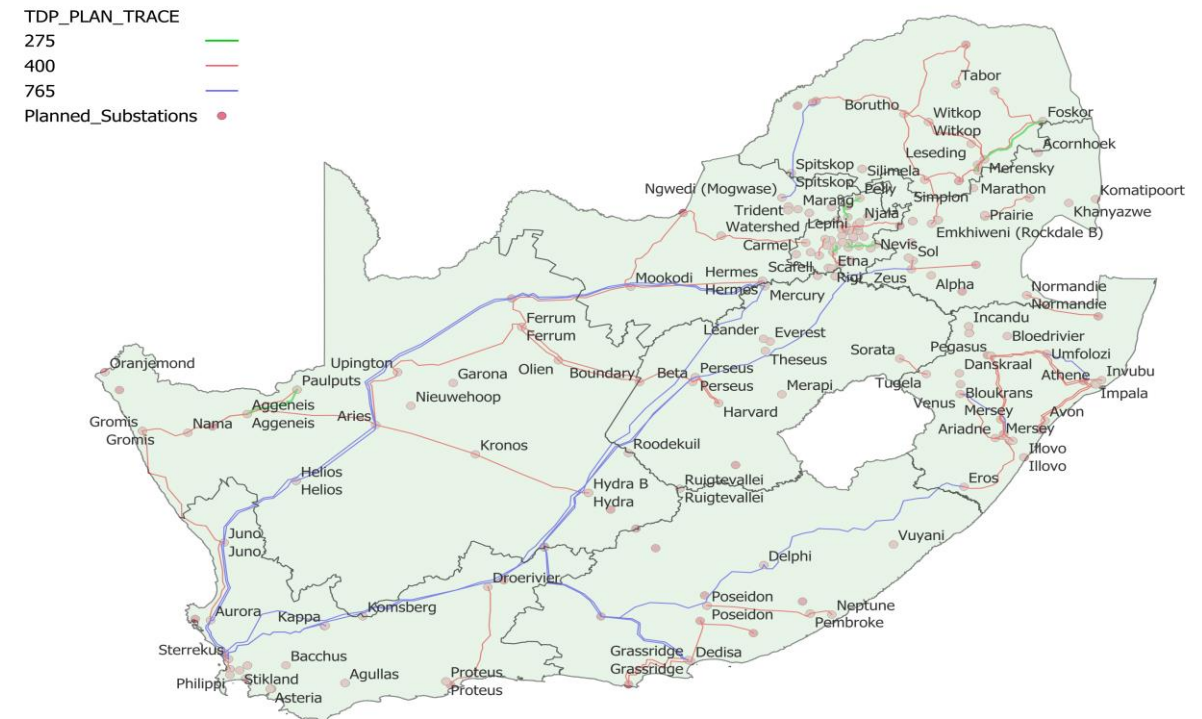 TDP_PLAN_TRACE
275
400
765
Planned_Substations
Tabor
Borutho
Witkop
Witkop
Foskor
Leseding
Acornhoek
Spitskop
Silimela
Merensky
Ngwedi (Mogwase)
Spitskop
Pelly
Simplon
Marathon
Komatipoort
Trident
Marang
Njala
Prairie
Khanyazwe
Watershed
Lepini
Emkhiweni (Rockdale B)
Carmel
Nevis
Sol
Scafell
Etna
Mookodi
Hermes
Rigi
Zeus
Hermes
Mercury
Alpha
Normandie
Normandie
Ferrum
Ferrum
Leander
Everest
Incandu
Bloedrivier
Theseus
Sorata
Pegasus
Umfolozi
Oranjemond
Upington
Olien
Boundary
Beta
Perseus
Perseus
Danskraal
Athene
Invubu
Paulputs
Garona
Merapi
Tugela
Bloukrans
Impala
Aggeneis
Aggeneis
Nieuwehoop
Harvard
Venus
Mersey
Avon
Gromis
Gromis
Nama
Aries
Ariadne
Mersey
Kronos
Roodekuil
Illovo
Illovo
Helios
Helios
Hydra B
Hydra
Ruigtevallei
Ruigtevallei
Eros
Juno
Juno
Vuyani
Delphi
Droerivier
Aurora
Kappa
Komsberg
Poseidon
Poseidon
Neptune
Pembroke
Sterrekus
Bacchus
Grassridge
Grassridge
Dedisa
Philippi
Stikland
Asteria
Agullas
Proteus
Proteus